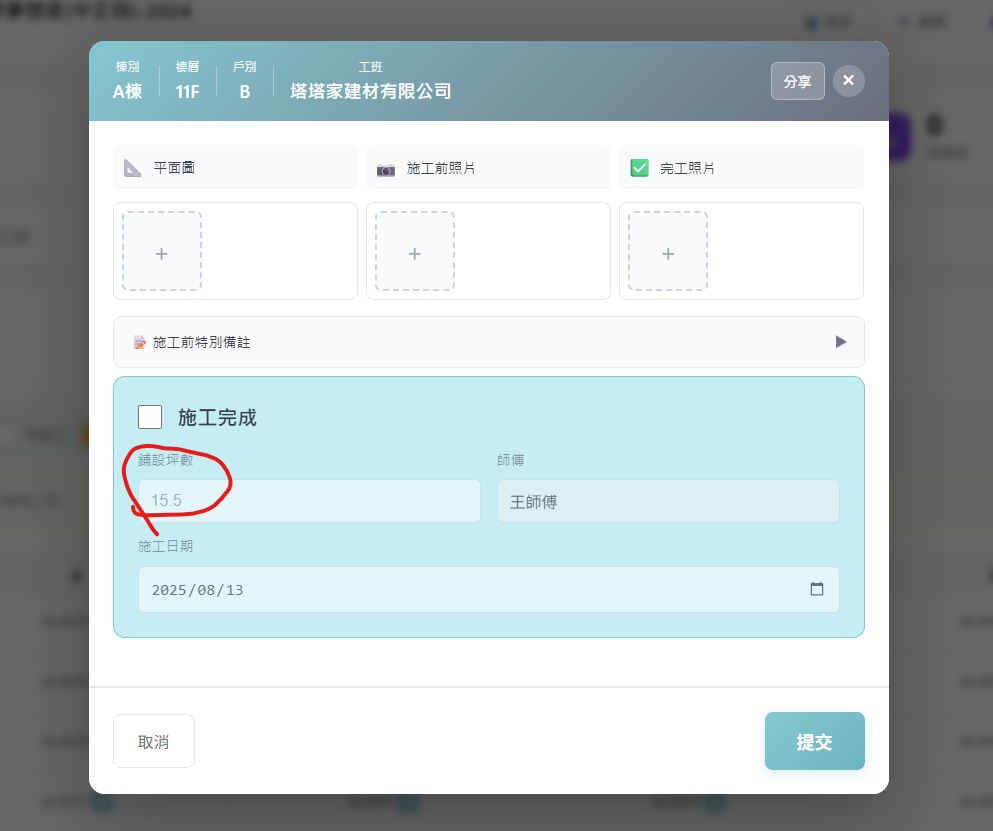 棟別 樓層 戶別 工班
A棟 11F B 塔塔家建材有限公司
分享 ×
平面圖 施工前照片 完工照片
+ + +
施工前特別備註
施工完成
鋪設坪數 師傅
15.5 王師傅
施工日期
2025/08/13
取消 提交